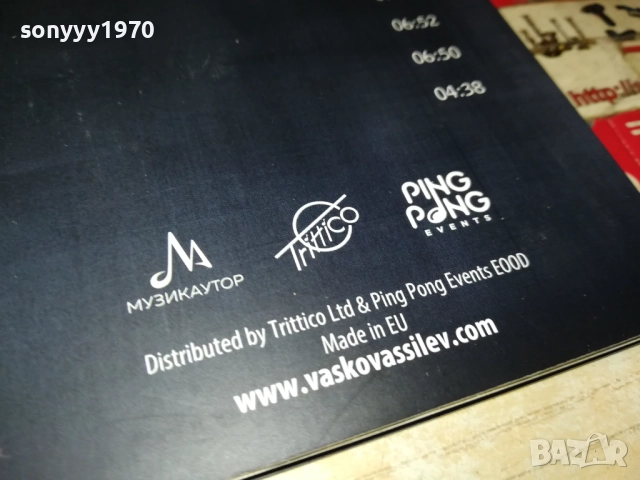 sonyyy1970
06:52
06:50
04:38
http://
МУЗИКАУТОР
TriTTiCO
PING
PONG
EVENTS
Distributed by Trittico Ltd & Ping Pong Events EOOD
Made in EU
www.vaskovassilev.com
BAZAR